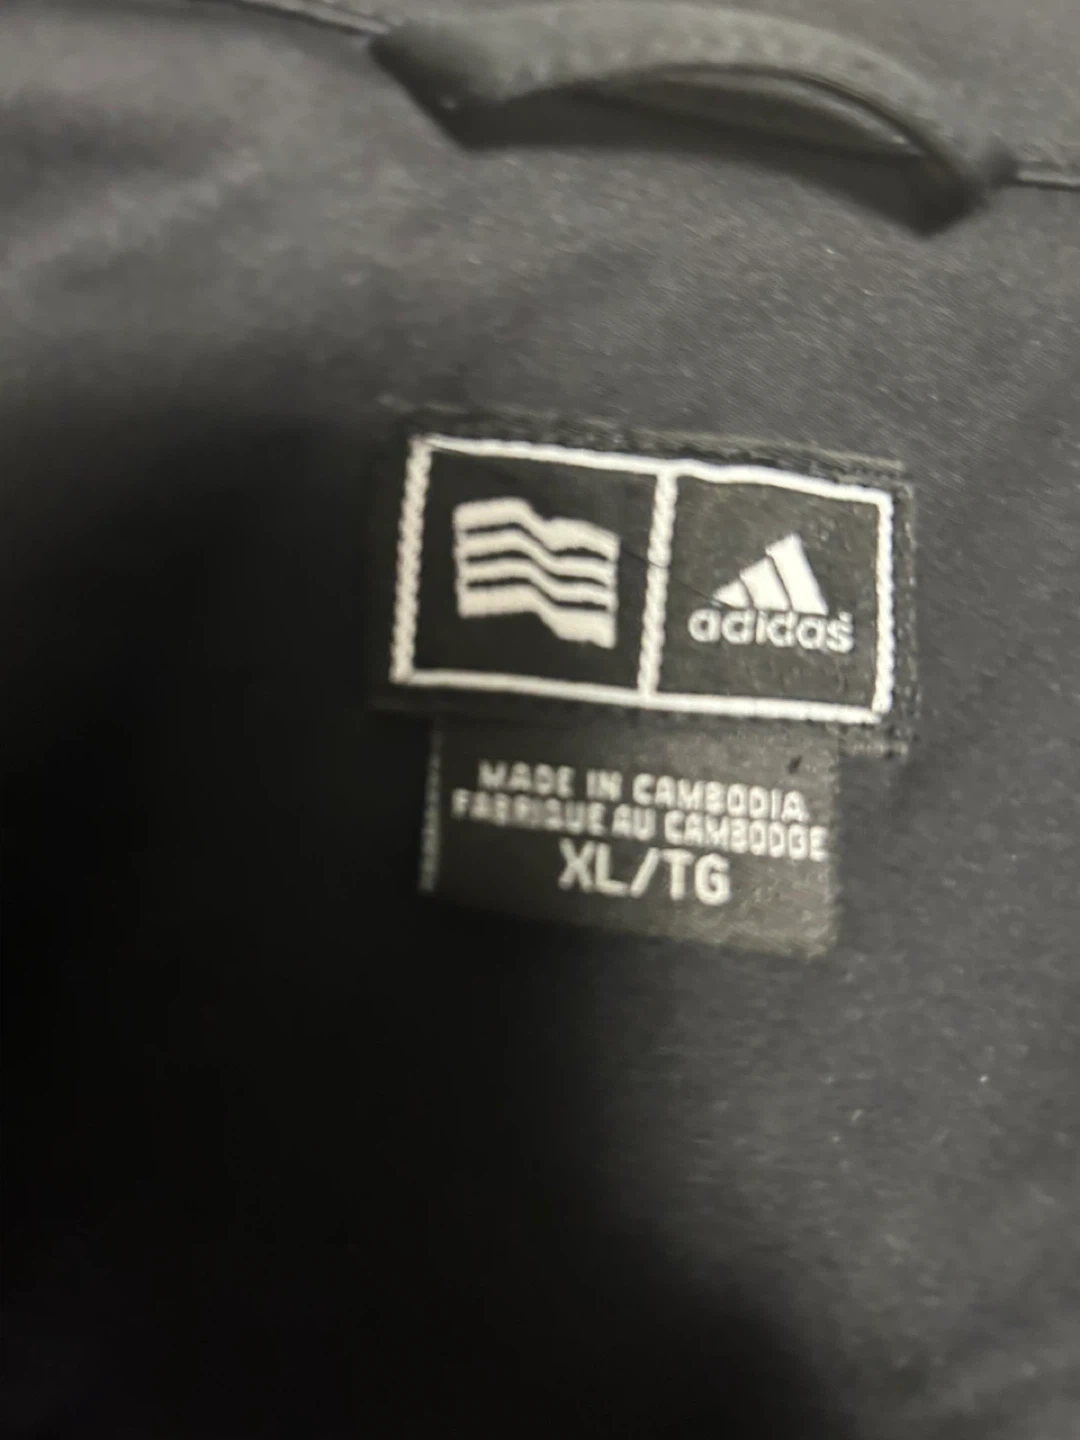 adidas
MADE IN CAMBODIA
FABRIQUE AU CAMBODGE
XL/TG